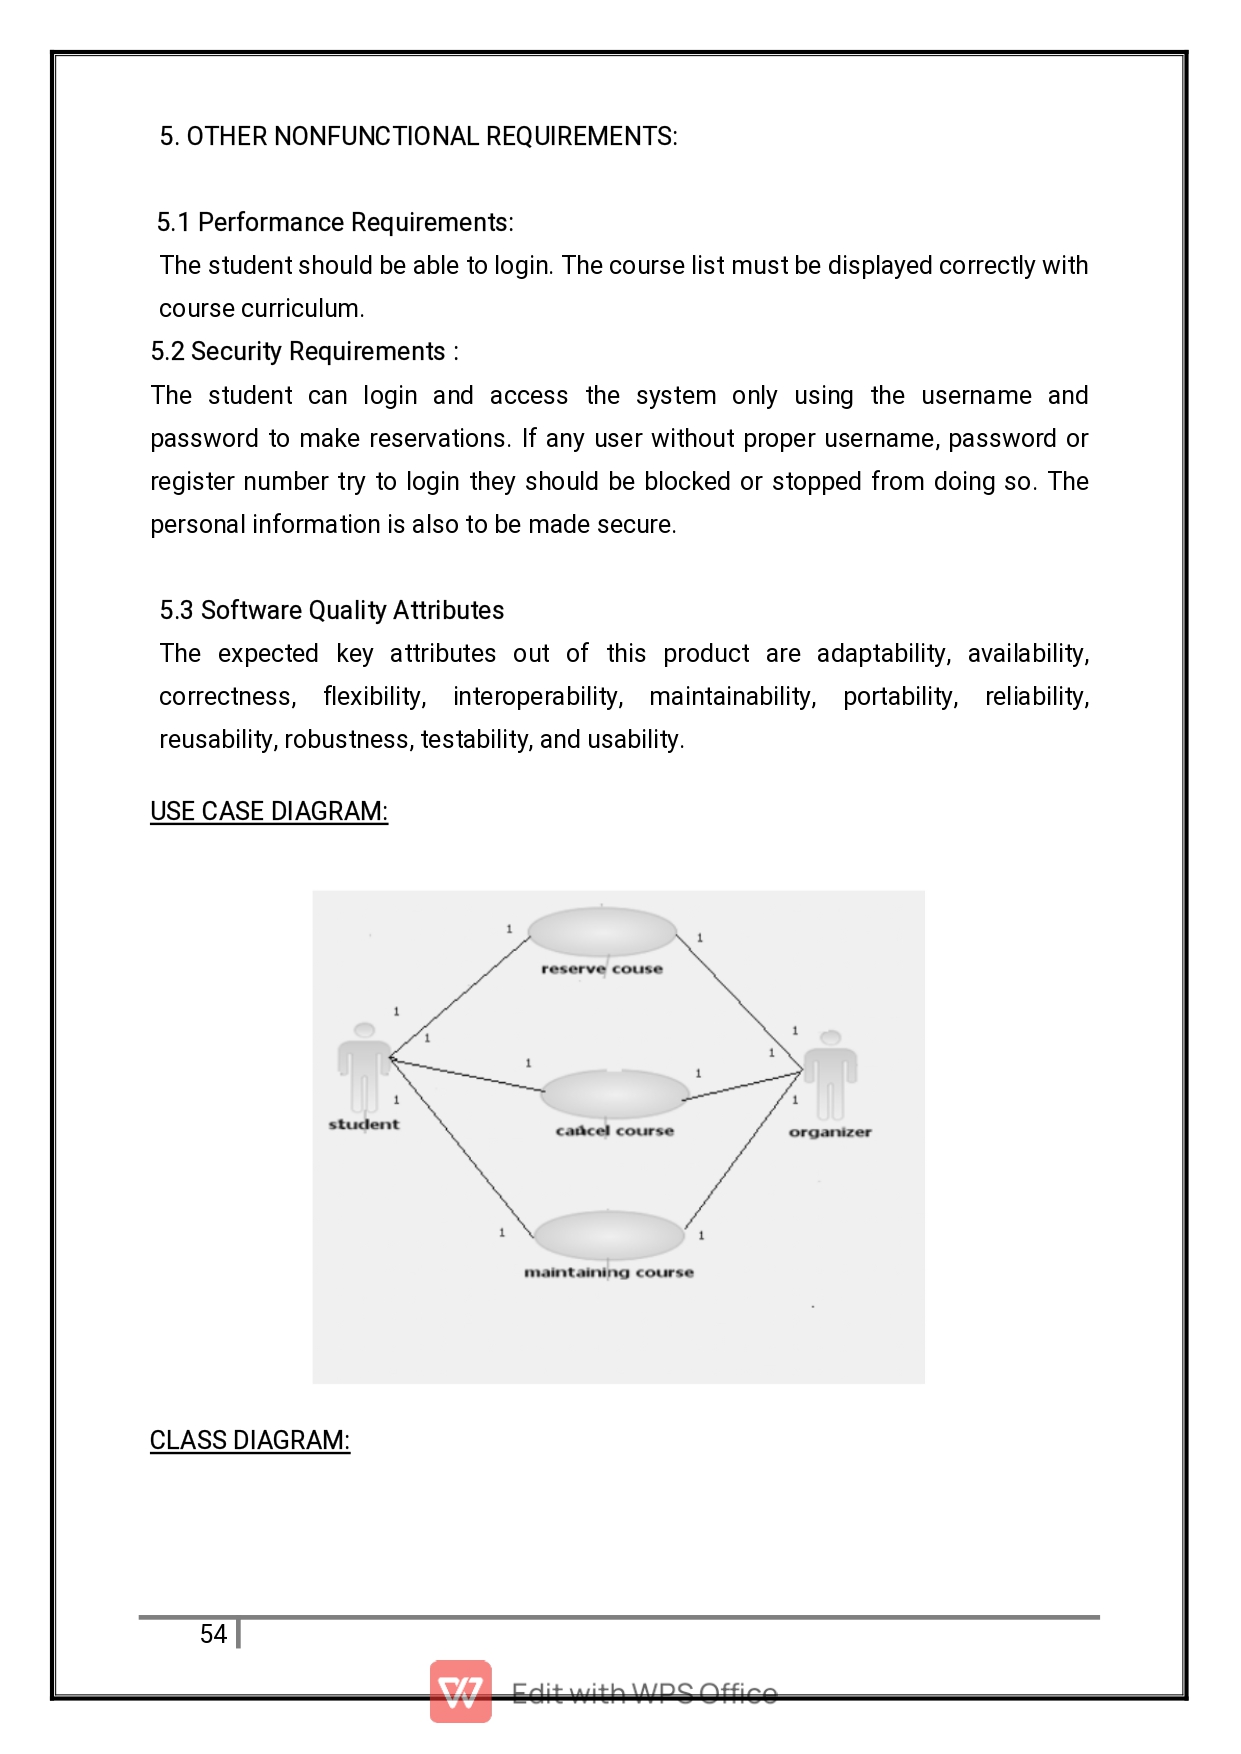 5. OTHER NONFUNCTIONAL REQUIREMENTS:
5.1 Performance Requirements:
The student should be able to login. The course list must be displayed correctly with
course curriculum.
5.2 Security Requirements :
The student can login and access the system only using the username and
password to make reservations. If any user without proper username, password or
register number try to login they should be blocked or stopped from doing so. The
personal information is also to be made secure.
5.3 Software Quality Attributes
The expected key attributes out of this product are adaptability, availability,
correctness, flexibility, interoperability, maintainability, portability, reliability,
reusability, robustness, testability, and usability.
USE CASE DIAGRAM:
1
1
reserve couse
1
1
1
1
1
1
1
1
student
cancel course
organizer
1
1
maintaining course
CLASS DIAGRAM:
54
Edit with WPS Office